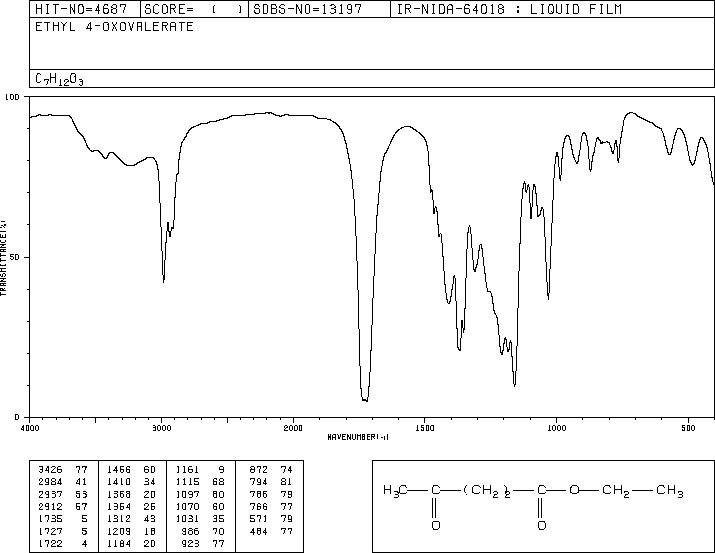 HIT-NO=4687 SCORE= ( ) SDBS-NO=13197 IR-NIDA-64018 : LIQUID FILM
ETHYL 4-OXOVALERATE
C7H12O3
100
50
0
TRANSMITTANCE(%)
4000 3000 2000 1500 1000 500
WAVENUMBER(-1)
3426 77 1466 60 1161 9 872 74
2984 41 1410 34 1115 68 794 81
2937 53 1368 20 1097 60 786 79
2912 57 1354 26 1070 60 766 77
1735 5 1312 43 1031 35 571 79
1727 5 1209 18 986 70 484 77
1722 4 1184 20 923 77
H3C—C—(CH2)2—C—O—CH2—CH3
O O